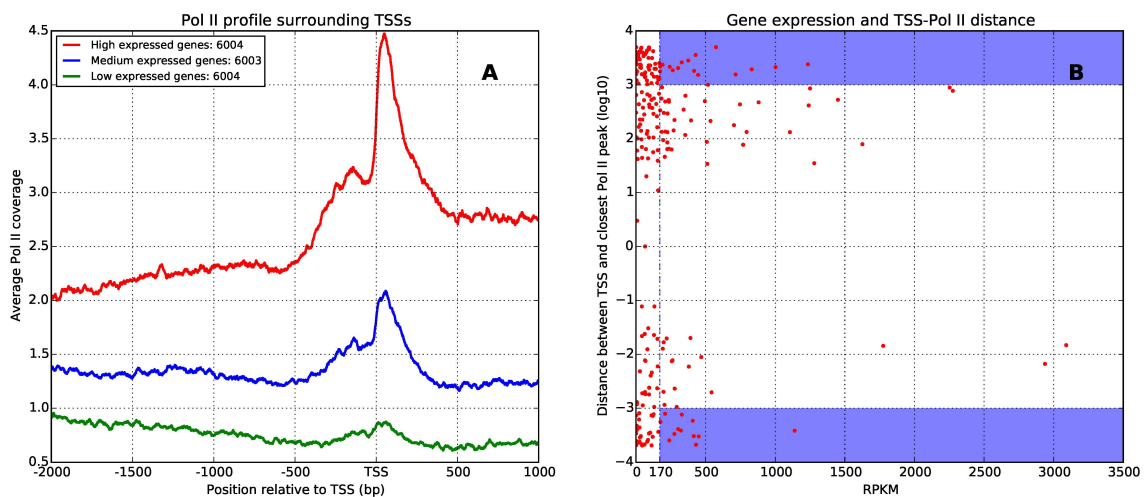 Pol II profile surrounding TSSs
4.5
4.0
3.5
3.0
2.5
2.0
1.5
1.0
0.5
Average Pol II coverage
High expressed genes: 6004
Medium expressed genes: 6003
Low expressed genes: 6004
A
-2000 -1500 -1000 -500 TSS 500 1000
Position relative to TSS (bp)
Gene expression and TSS-Pol II distance
4
3
2
1
0
−1
−2
−3
−4
Distance between TSS and closest Pol II peak (log10)
B
0 170 500 1000 1500 2000 2500 3000 3500
RPKM